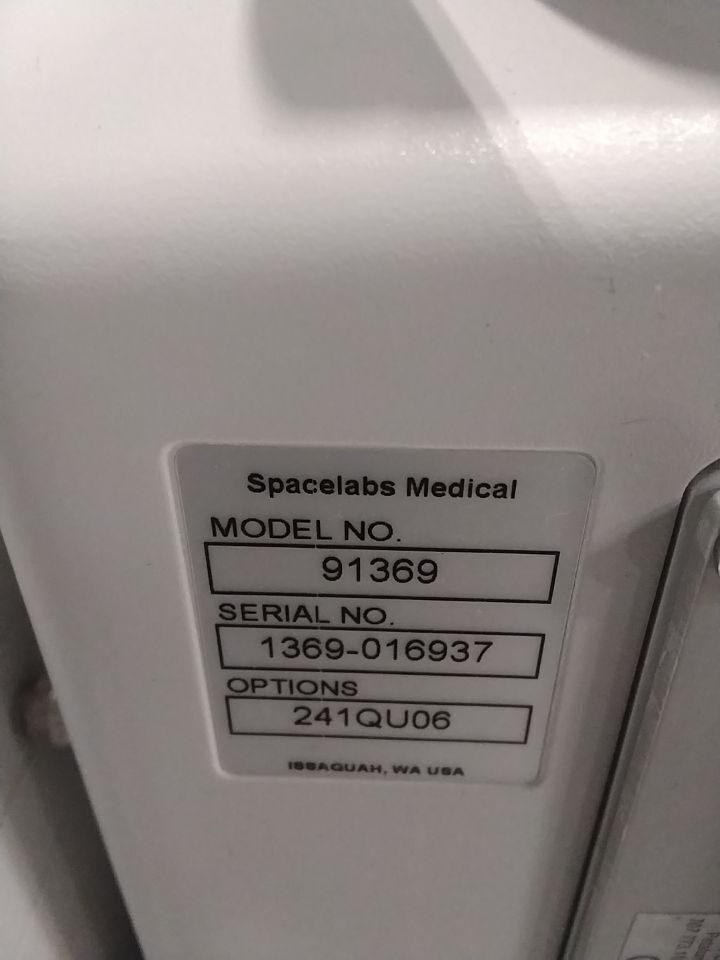 Spacelabs Medical
MODEL NO.
91369
SERIAL NO.
1369-016937
OPTIONS
241QU06
ISSAQUAH, WA USA